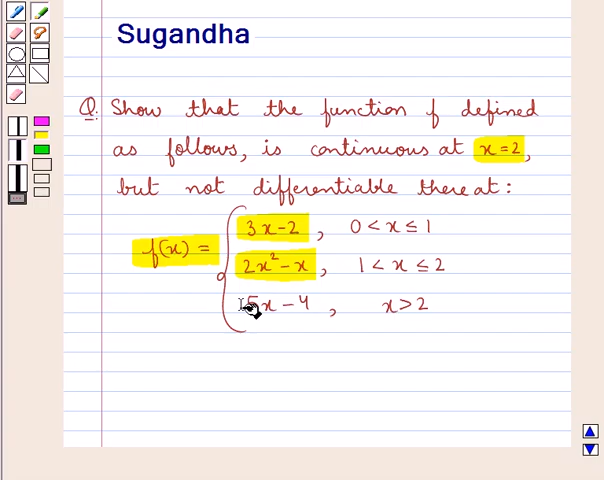 Sugandha
Q. Show that the function f defined
as follows, is continuous at x=2,
but not differentiable there at:
f(x) = { 3x-2 , 0 < x ≤ 1
2x² - x , 1 < x ≤ 2
5x - 4 , x > 2